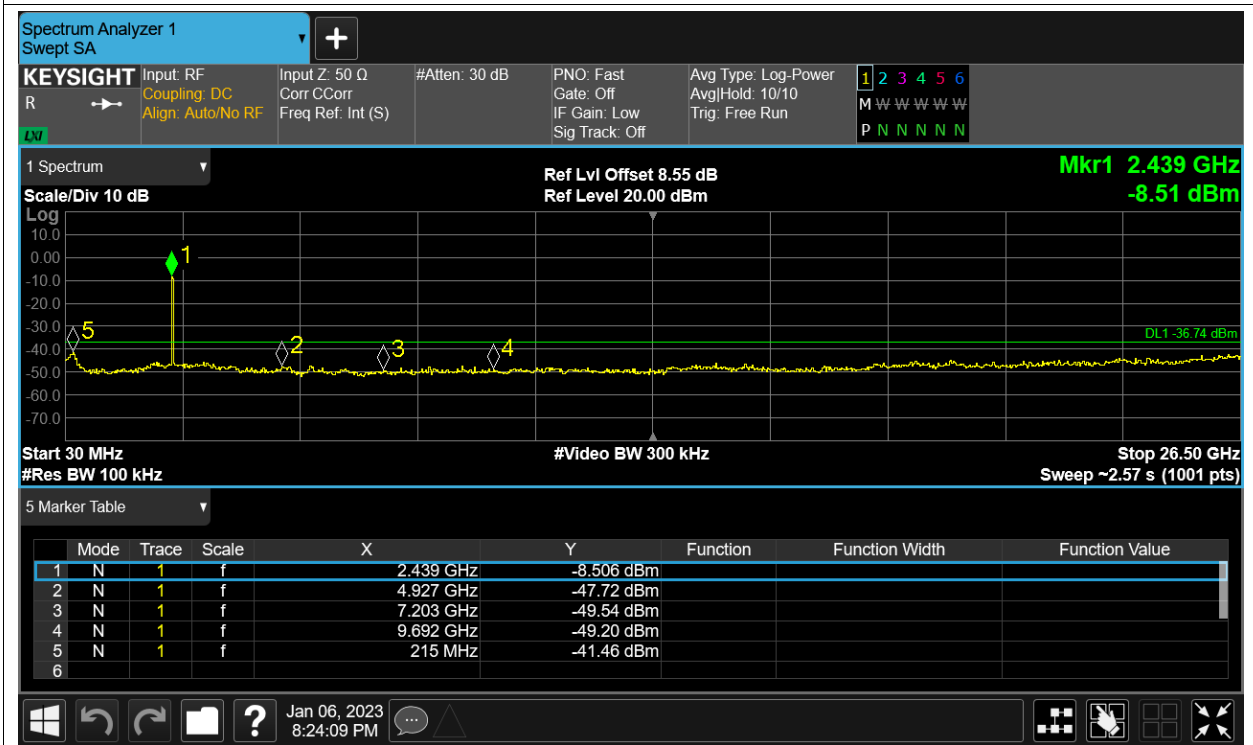 Spectrum Analyzer 1
Swept SA
KEYSIGHT
R
LXI
Input: RF
Coupling: DC
Align: Auto/No RF
Input Z: 50 Ω
Corr CCorr
Freq Ref: Int (S)
#Atten: 30 dB
PNO: Fast
Gate: Off
IF Gain: Low
Sig Track: Off
Avg Type: Log-Power
Avg|Hold: 10/10
Trig: Free Run
1 2 3 4 5 6
M W W W W W
P N N N N N
1 Spectrum
Scale/Div 10 dB
Ref Lvl Offset 8.55 dB
Ref Level 20.00 dBm
Mkr1 2.439 GHz
-8.51 dBm
Log
10.0
0.00
-10.0
-20.0
-30.0
-40.0
-50.0
-60.0
-70.0
1
5
2
3
4
DL1 -36.74 dBm
Start 30 MHz
#Video BW 300 kHz
Stop 26.50 GHz
#Res BW 100 kHz
Sweep ~2.57 s (1001 pts)
5 Marker Table
Mode Trace Scale X Y Function Function Width Function Value
1 N 1 f 2.439 GHz -8.506 dBm
2 N 1 f 4.927 GHz -47.72 dBm
3 N 1 f 7.203 GHz -49.54 dBm
4 N 1 f 9.692 GHz -49.20 dBm
5 N 1 f 215 MHz -41.46 dBm
6
?
Jan 06, 2023
8:24:09 PM